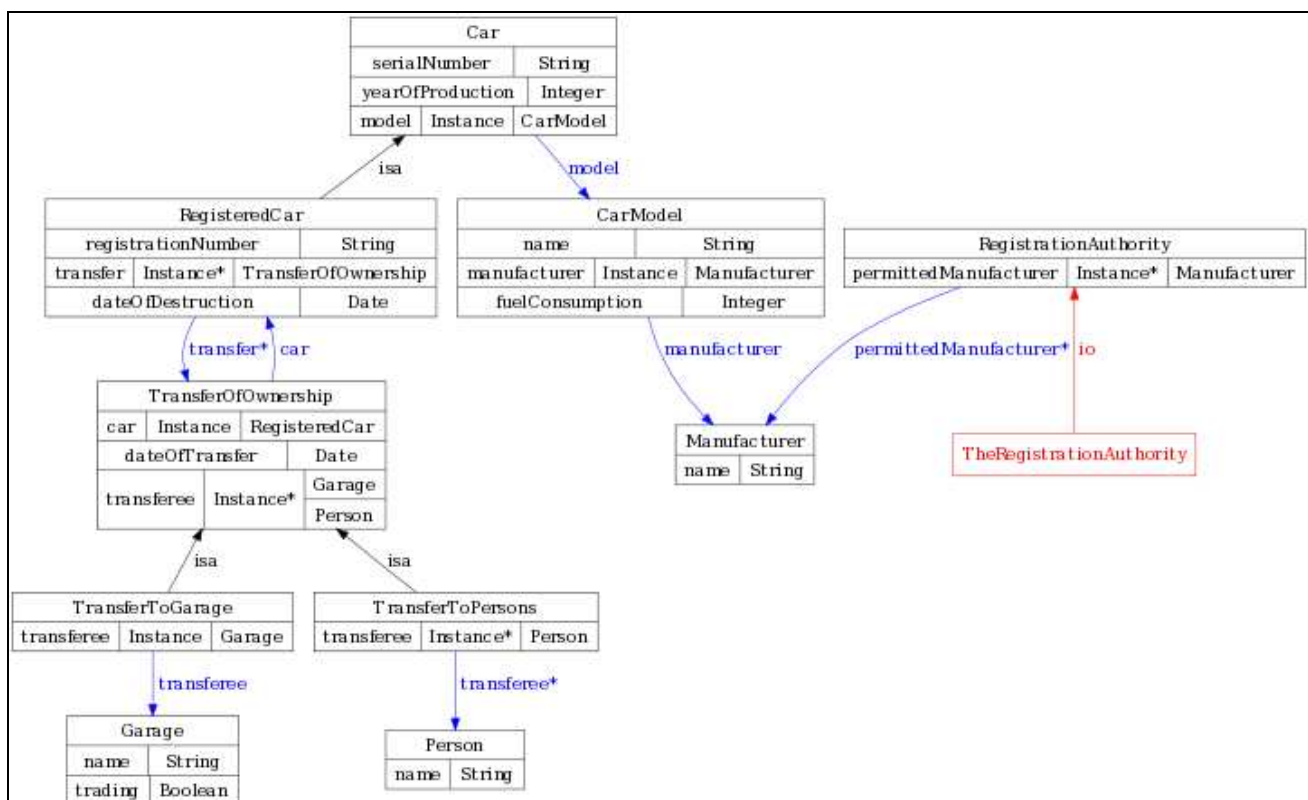 Car
serialNumber String
yearOfProduction Integer
model Instance CarModel
isa
model
RegisteredCar
registrationNumber String
transfer Instance* TransferOfOwnership
dateOfDestruction Date
CarModel
name String
manufacturer Instance Manufacturer
fuelConsumption Integer
RegistrationAuthority
permittedManufacturer Instance* Manufacturer
transfer* car
manufacturer
permittedManufacturer* io
TransferOfOwnership
car Instance RegisteredCar
dateOfTransfer Date
transferee Instance* Garage
Person
Manufacturer
name String
TheRegistrationAuthority
isa
isa
TransferToGarage
transferee Instance Garage
TransferToPersons
transferee Instance* Person
transferee
transferee*
Garage
name String
trading Boolean
Person
name String